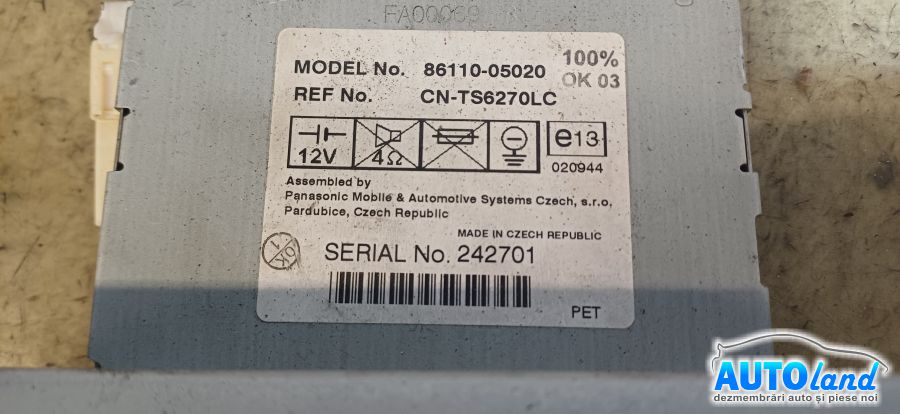 FA00069
MODEL No. 86110-05020
100%
OK 03
REF No. CN-TS6270LC
12V
4Ω
e13
020944
Assembled by
Panasonic Mobile & Automotive Systems Czech, s.r.o.
Pardubice, Czech Republic
MADE IN CZECH REPUBLIC
OK
1
SERIAL No. 242701
PET
AUTOland
dezmembrări auto și piese noi